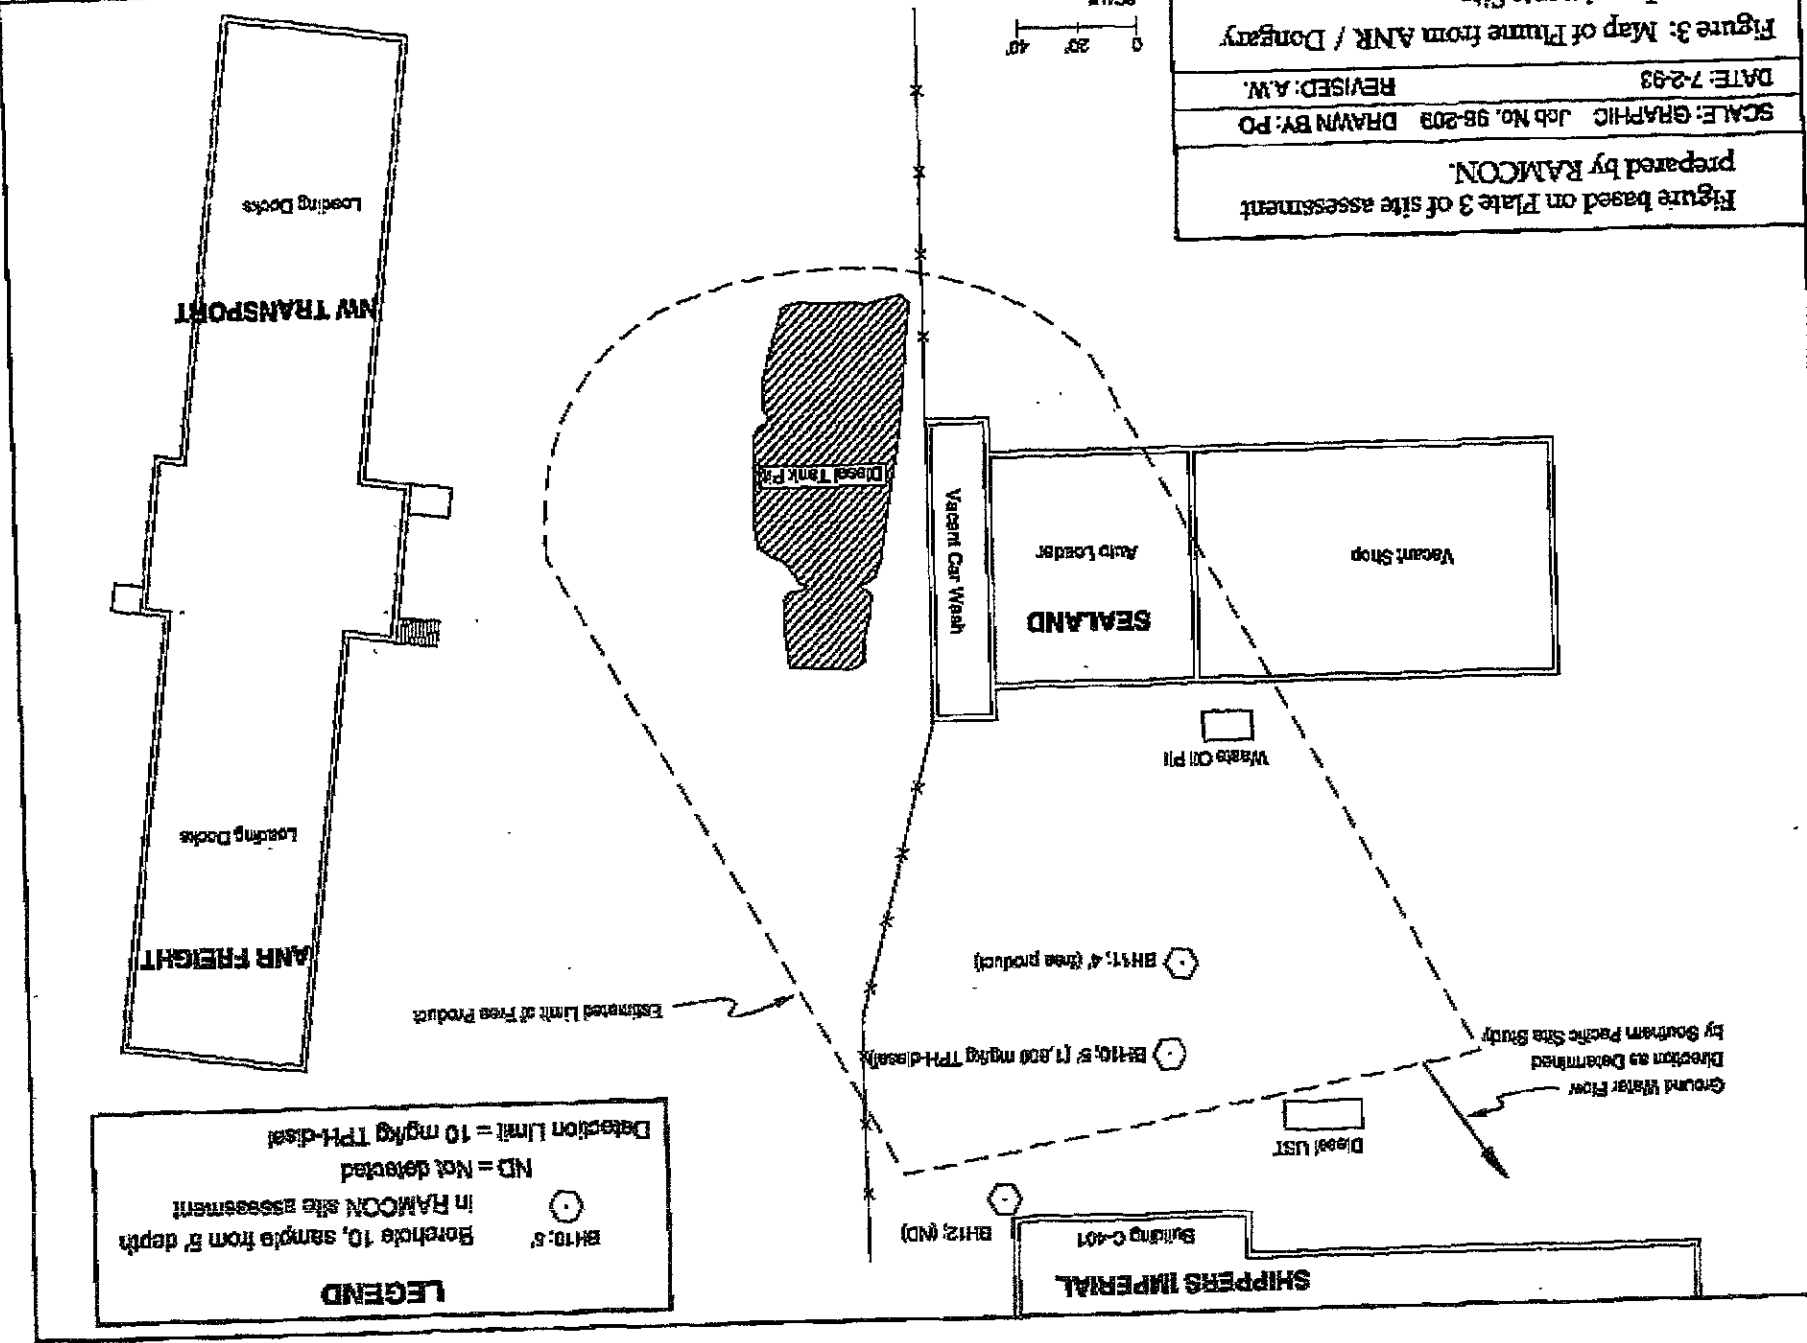 SHIPPERS IMPERIAL
Building C-401
BH12; (ND)
LEGEND
BH10; 5'
Borehole 10, sample from 5' depth
in RAMCON site assessment
ND = Not detected
Detection Limit = 10 mg/kg TPH-disal
Diesel UST
Ground Water Flow
Direction as Determined
by Southern Pacific Site Study
BH10; 5' (1,800 mg/kg TPH-diesel)
Estimated Limit of Free Product
BH11; 4' (free product)
ANR FREIGHT
Loading Docks
Waste Oil Pit
SEALAND
Vacant Shop
Auto Loader
Vacant Car Wash
Diesel Tank Pit
NW TRANSPORT
Loading Docks
Figure based on Plate 3 of site assessment
prepared by RAMCON.
SCALE: GRAPHIC Job No. 98-209 DRAWN BY: PO
DATE: 7-2-93 REVISED: A.W.
Figure 3: Map of Plume from ANR / Dongary
0 20' 40'
SCALE